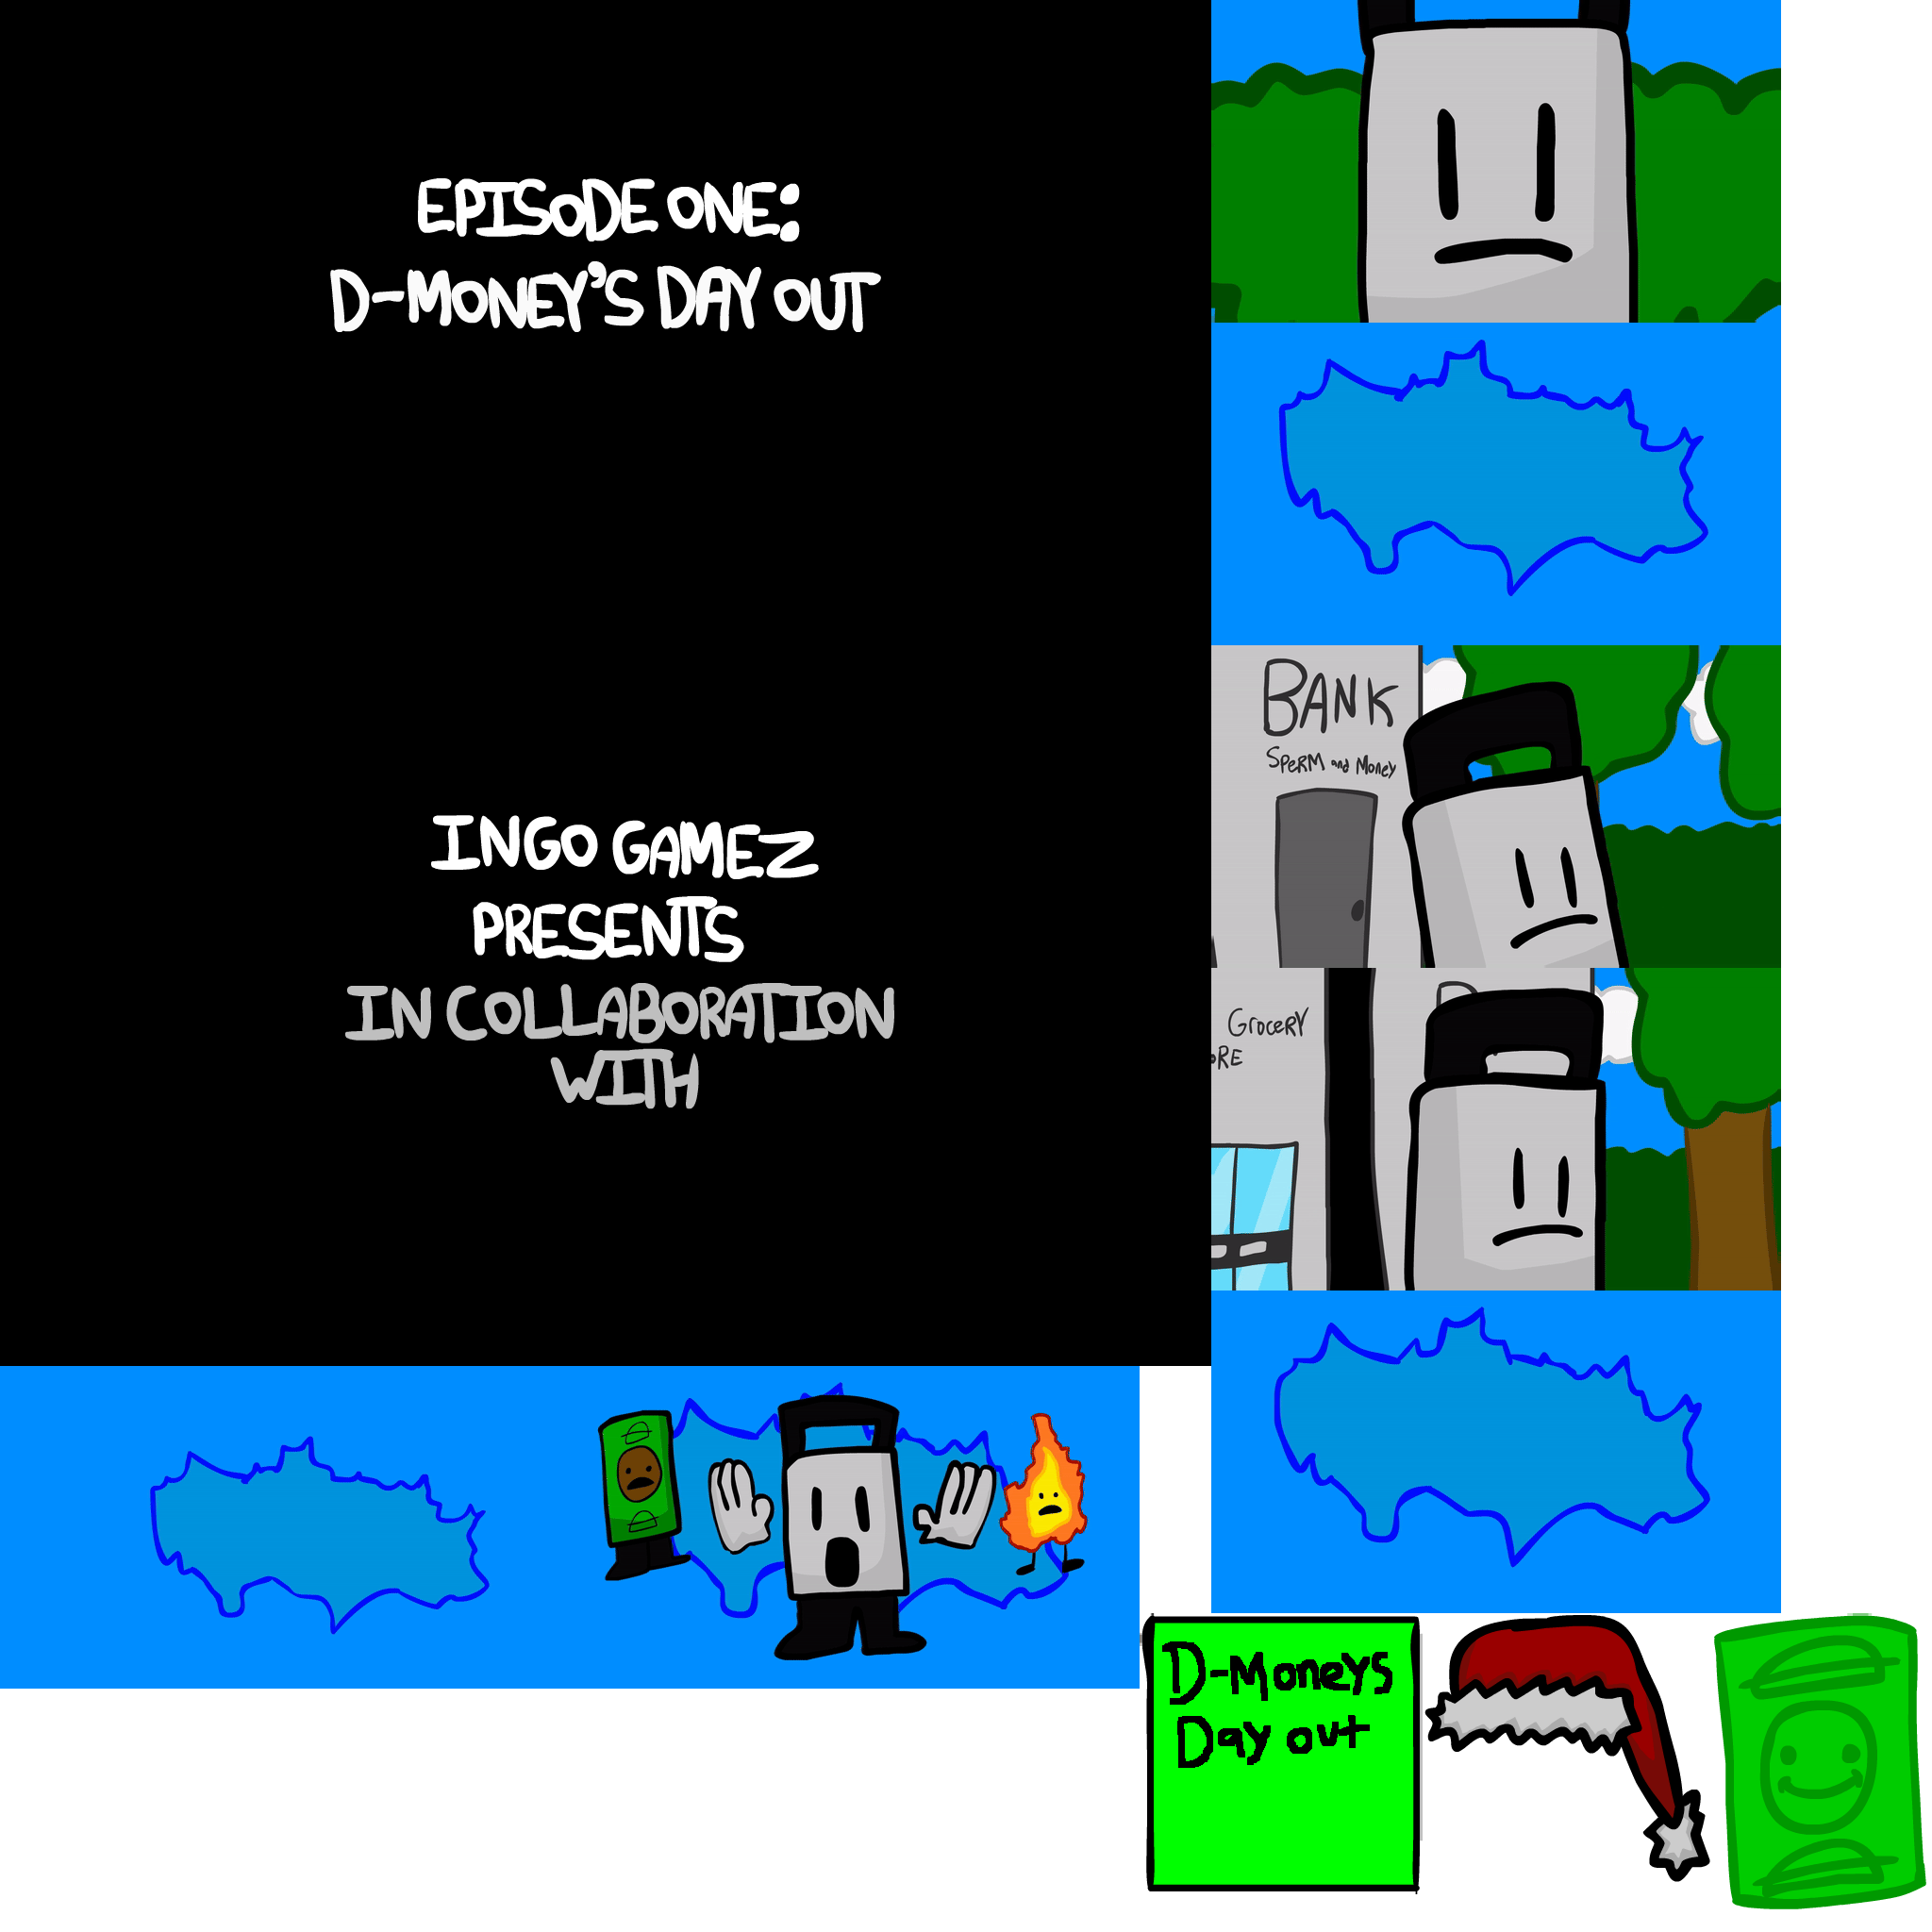 EPISODE ONE:
D-MONEY'S DAY OUT
INGO GAMEZ
PRESENTS
IN COLLABORATION
WITH
BANK
SPERM and MONEY
GROCERY
ORE
D-MONEYS
Day out